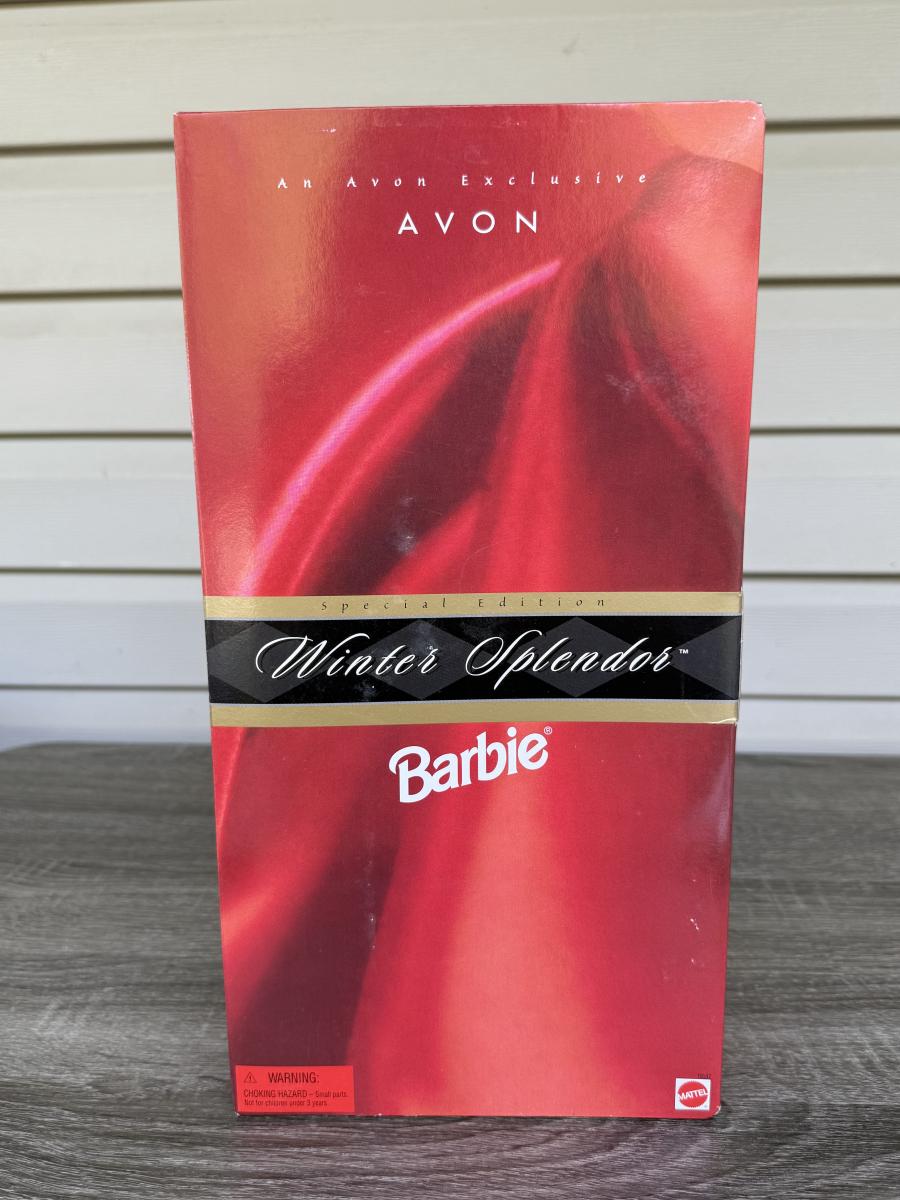 An Avon Exclusive
AVON
Special Edition
Winter Splendor™
Barbie®
⚠ WARNING:
CHOKING HAZARD – Small parts.
Not for children under 3 years.
MATTEL